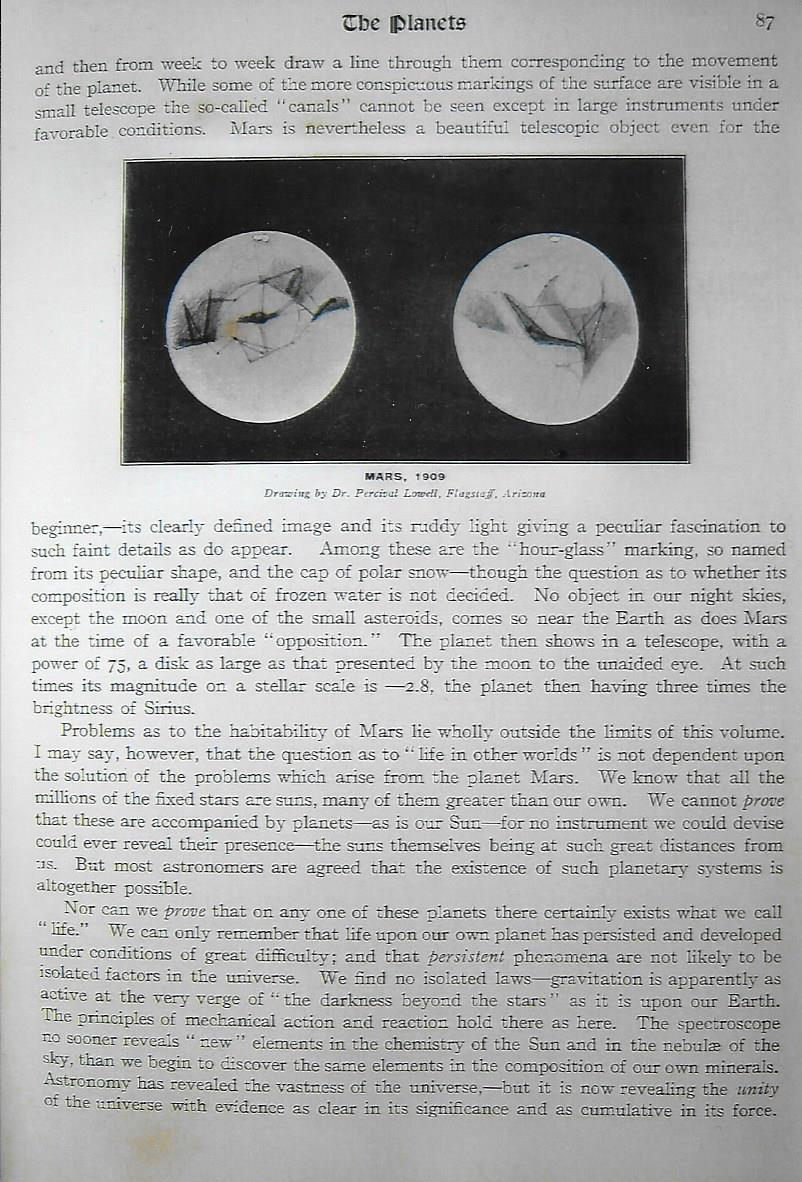 The Planets 87
and then from week to week draw a line through them corresponding to the movement
of the planet. While some of the more conspicuous markings of the surface are visible in a
small telescope the so-called "canals" cannot be seen except in large instruments under
favorable conditions. Mars is nevertheless a beautiful telescopic object even for the
MARS, 1909
Drawing by Dr. Percival Lowell, Flagstaff, Arizona
beginner,—its clearly defined image and its ruddy light giving a peculiar fascination to
such faint details as do appear. Among these are the "hour-glass" marking, so named
from its peculiar shape, and the cap of polar snow—though the question as to whether its
composition is really that of frozen water is not decided. No object in our night skies,
except the moon and one of the small asteroids, comes so near the Earth as does Mars
at the time of a favorable "opposition." The planet then shows in a telescope, with a
power of 75, a disk as large as that presented by the moon to the unaided eye. At such
times its magnitude on a stellar scale is —2.8, the planet then having three times the
brightness of Sirius.
Problems as to the habitability of Mars lie wholly outside the limits of this volume.
I may say, however, that the question as to "life in other worlds" is not dependent upon
the solution of the problems which arise from the planet Mars. We know that all the
millions of the fixed stars are suns, many of them greater than our own. We cannot prove
that these are accompanied by planets—as is our Sun—for no instrument we could devise
could ever reveal their presence—the suns themselves being at such great distances from
us. But most astronomers are agreed that the existence of such planetary systems is
altogether possible.
Nor can we prove that on any one of these planets there certainly exists what we call
"life." We can only remember that life upon our own planet has persisted and developed
under conditions of great difficulty; and that persistent phenomena are not likely to be
isolated factors in the universe. We find no isolated laws—gravitation is apparently as
active at the very verge of "the darkness beyond the stars" as it is upon our Earth.
The principles of mechanical action and reaction hold there as here. The spectroscope
no sooner reveals "new" elements in the chemistry of the Sun and in the nebulæ of the
sky, than we begin to discover the same elements in the composition of our own minerals.
Astronomy has revealed the vastness of the universe,—but it is now revealing the unity
of the universe with evidence as clear in its significance and as cumulative in its force.